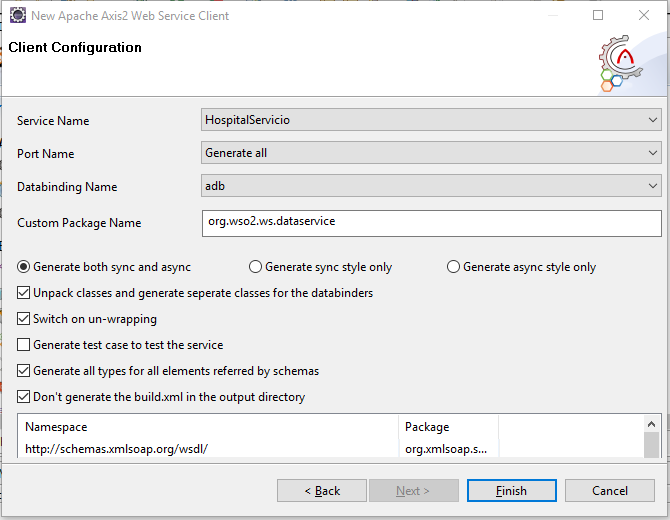 New Apache Axis2 Web Service Client
Client Configuration
Service Name HospitalServicio
Port Name Generate all
Databinding Name adb
Custom Package Name org.wso2.ws.dataservice
Generate both sync and async Generate sync style only Generate async style only
Unpack classes and generate seperate classes for the databinders
Switch on un-wrapping
Generate test case to test the service
Generate all types for all elements referred by schemas
Don't generate the build.xml in the output directory
Namespace Package
http://schemas.xmlsoap.org/wsdl/ org.xmlsoap.s...
< Back Next > Finish Cancel